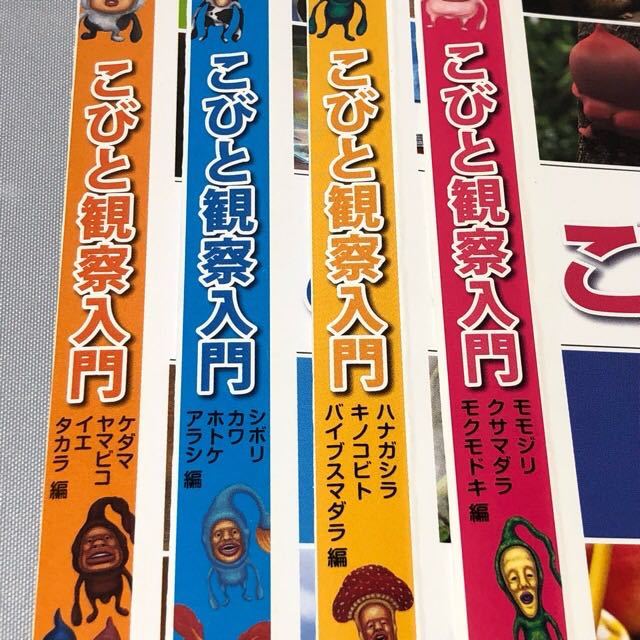 こびと観察入門
ケダマ
ヤマビコ
イエ
タカラ 編
こびと観察入門
シボリ
カワ
ホトケ
アラシ 編
こびと観察入門
ハナガシラ
キノコビト
バイブスマダラ 編
こびと観察入門
モモジリ
クサマダラ
モクモドキ 編
こ